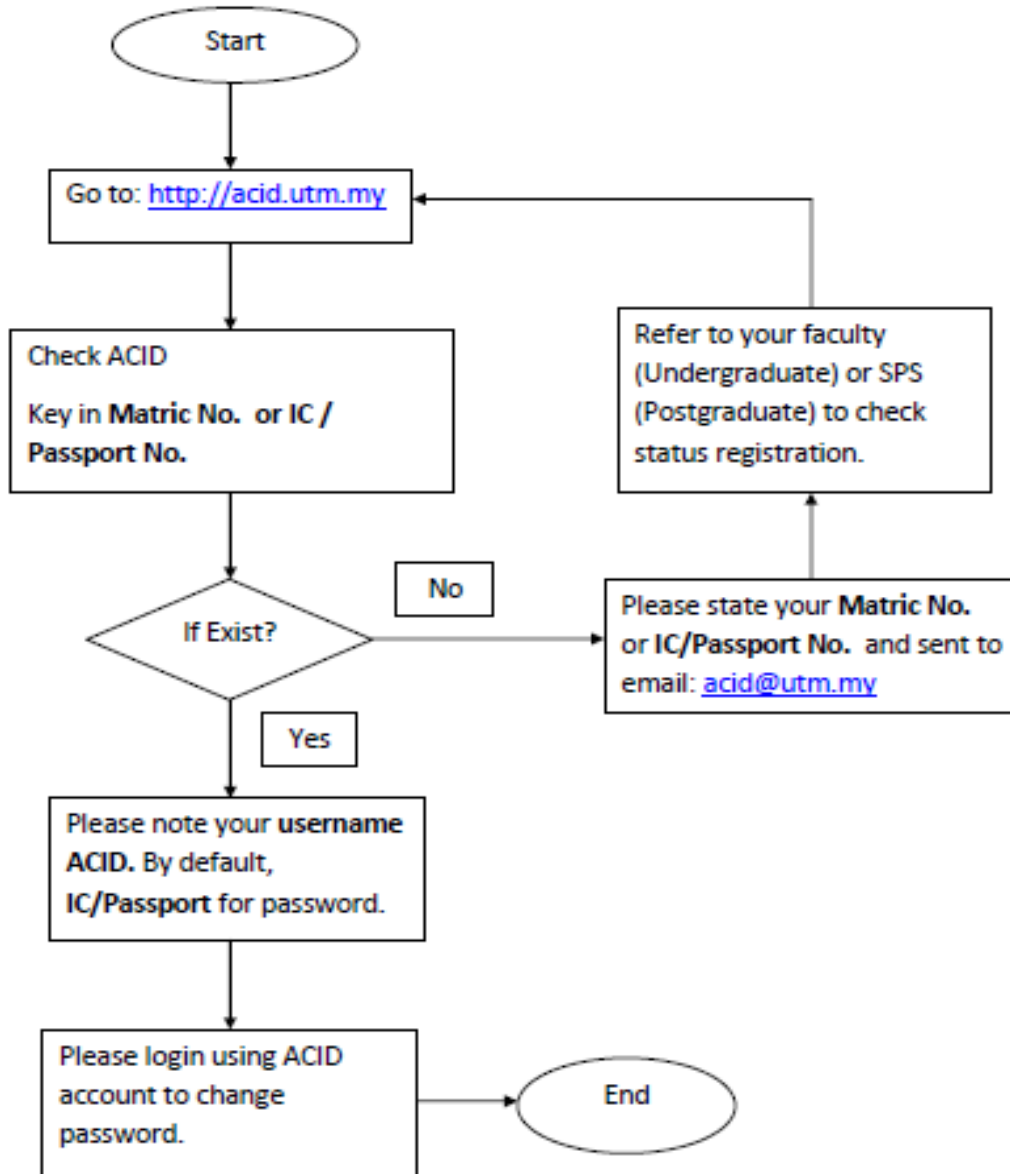 Start
Go to: http://acid.utm.my
Check ACID
Key in Matric No. or IC /
Passport No.
If Exist?
No
Please state your Matric No.
or IC/Passport No. and sent to
email: acid@utm.my
Refer to your faculty
(Undergraduate) or SPS
(Postgraduate) to check
status registration.
Yes
Please note your username
ACID. By default,
IC/Passport for password.
Please login using ACID
account to change
password.
End